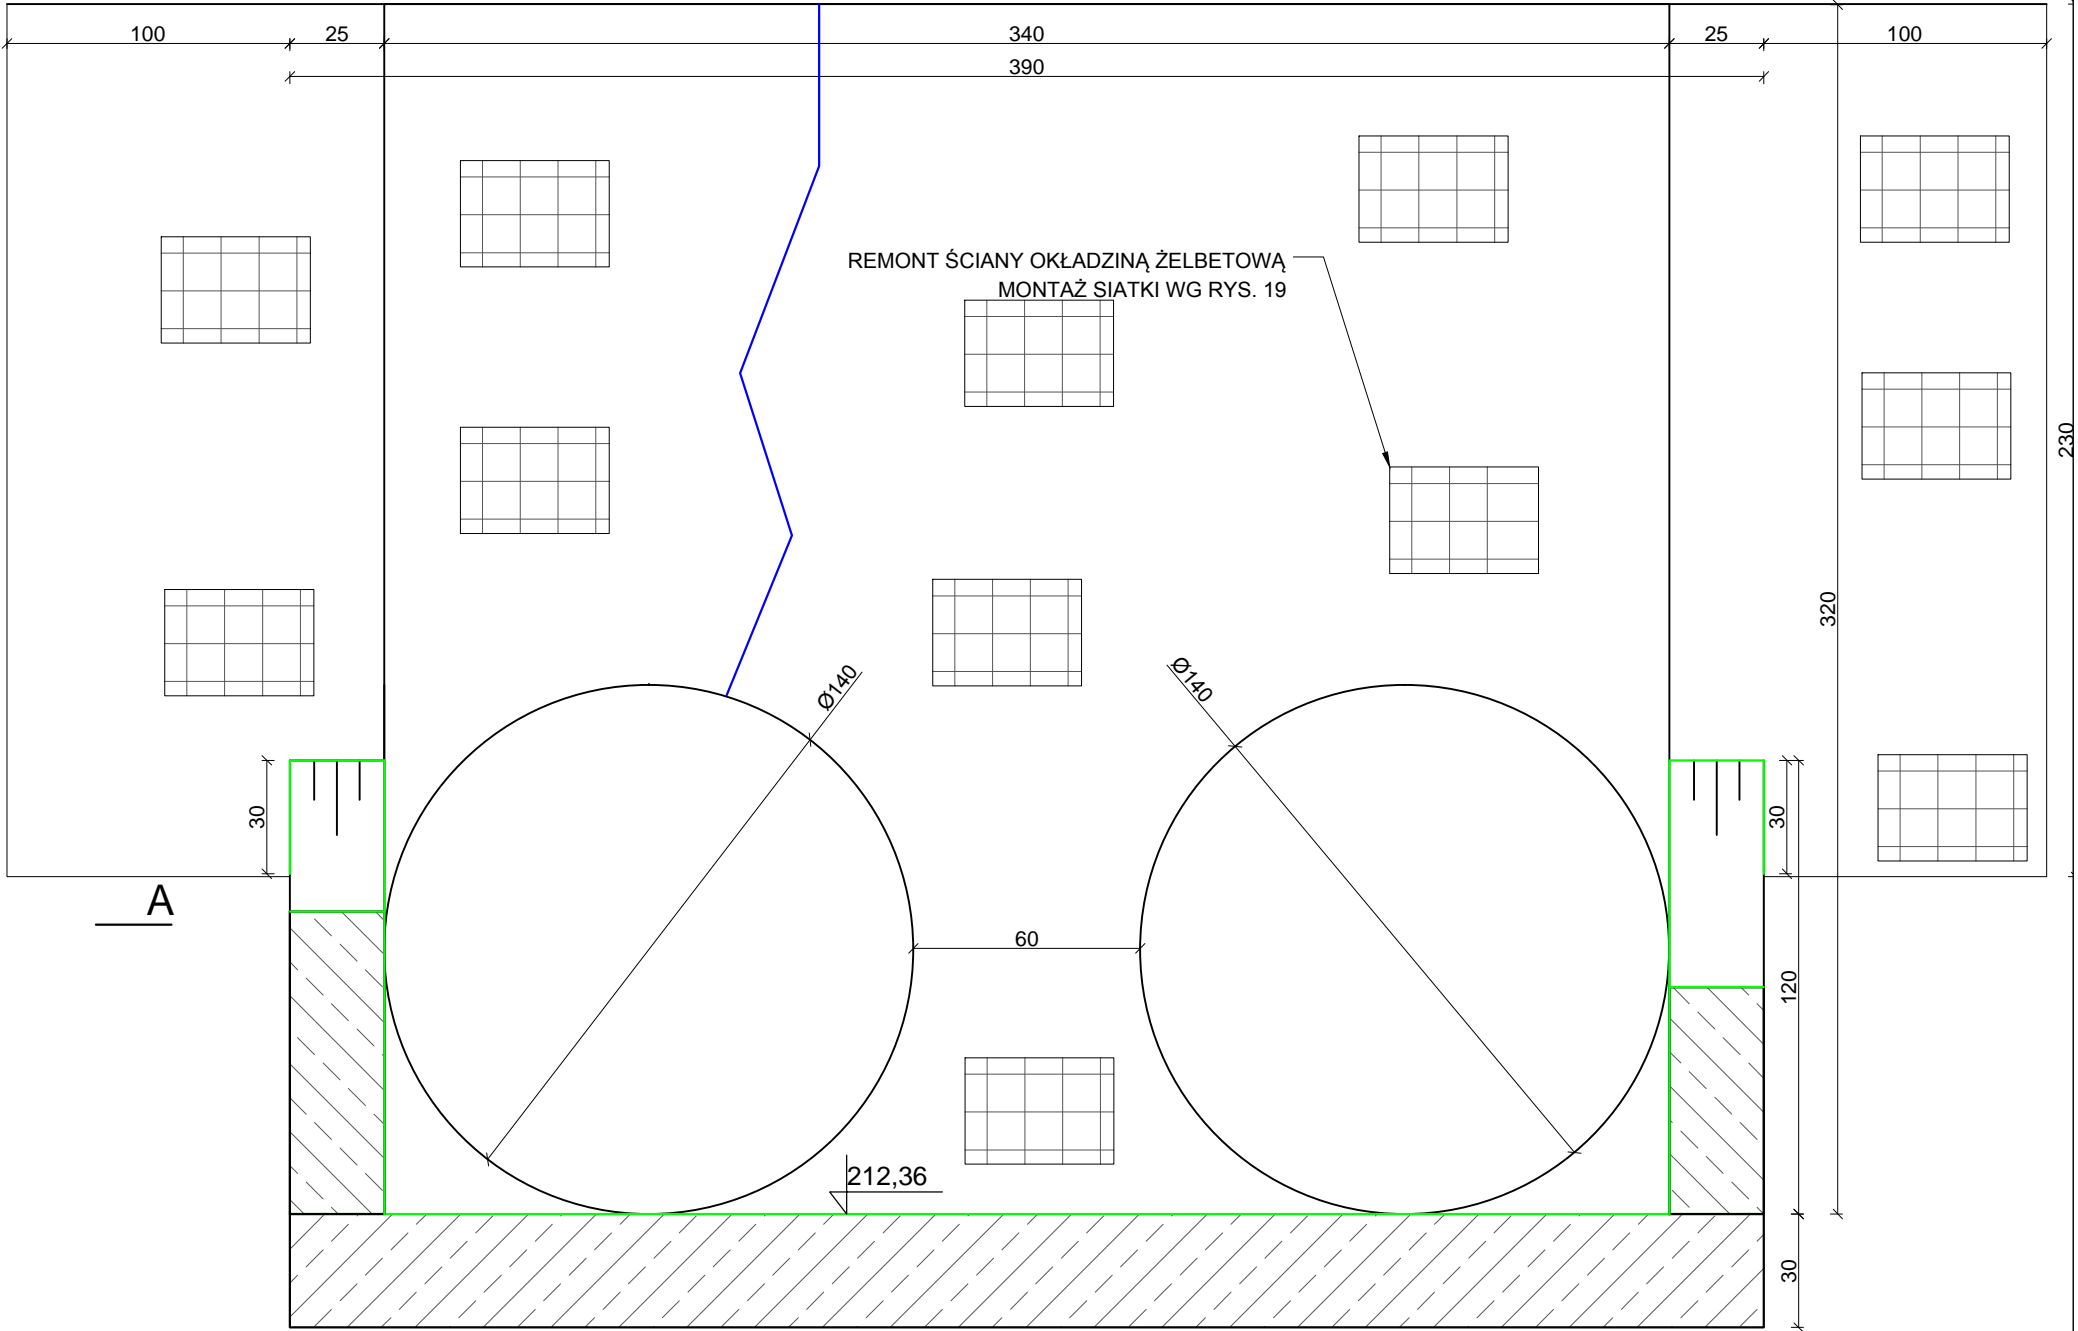 100
25
340
25
100
390
REMONT ŚCIANY OKŁADZINĄ ŻELBETOWĄ
MONTAŻ SIATKI WG RYS. 19
230
320
Ø140
Ø140
30
30
A
60
120
212,36
30